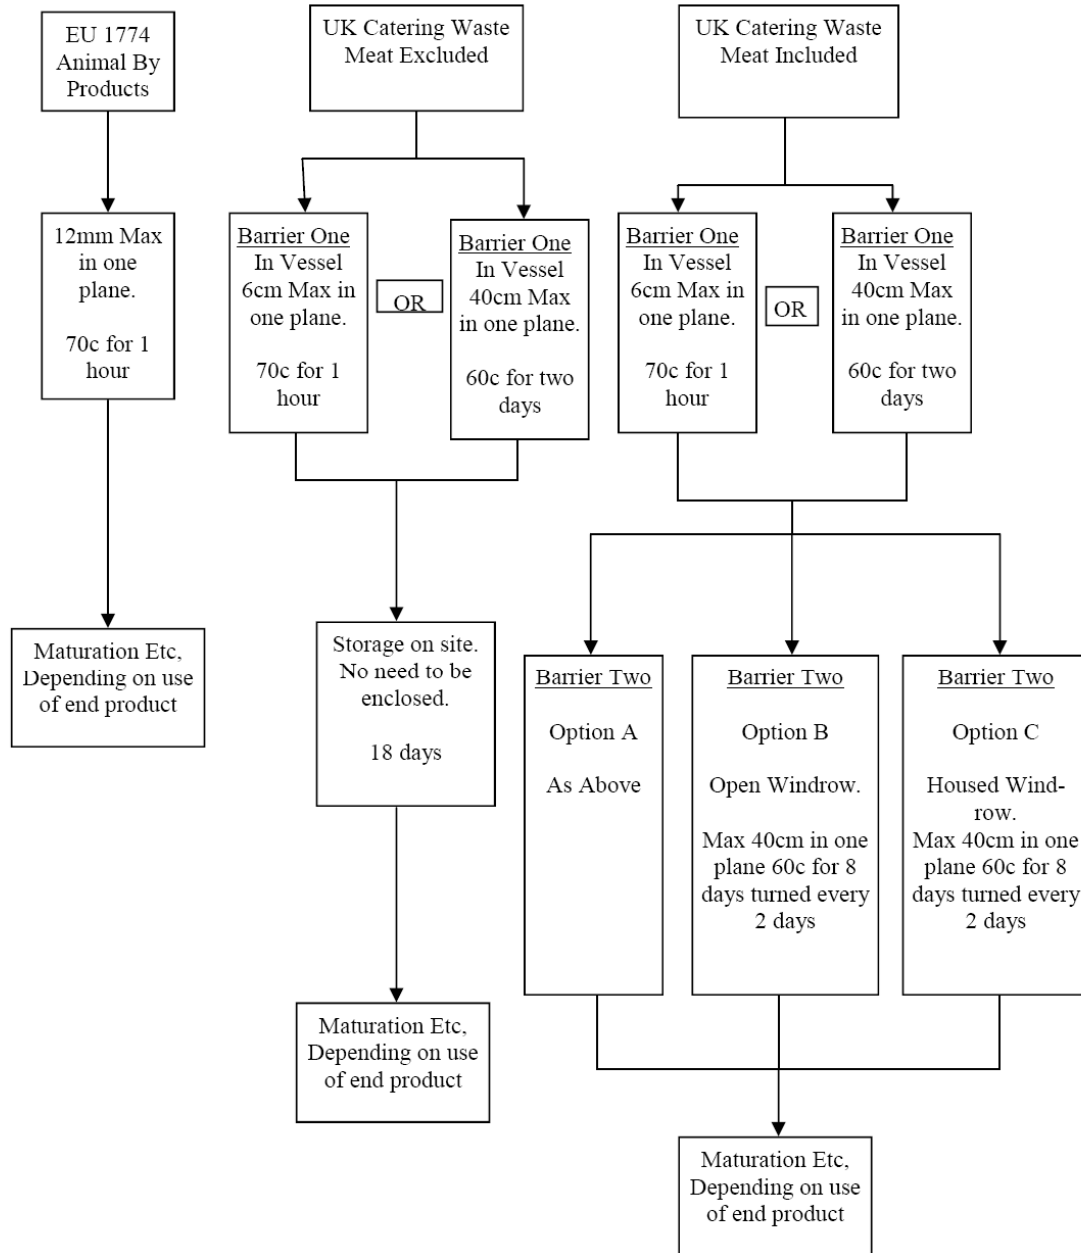 EU 1774
Animal By
Products
UK Catering Waste
Meat Excluded
UK Catering Waste
Meat Included
12mm Max
in one
plane.
70c for 1
hour
Barrier One
In Vessel
6cm Max in
one plane.
70c for 1
hour
OR
Barrier One
In Vessel
40cm Max
in one plane.
60c for two
days
Barrier One
In Vessel
6cm Max in
one plane.
70c for 1
hour
OR
Barrier One
In Vessel
40cm Max
in one plane.
60c for two
days
Maturation Etc,
Depending on use
of end product
Storage on site.
No need to be
enclosed.
18 days
Barrier Two
Option A
As Above
Barrier Two
Option B
Open Windrow.
Max 40cm in one
plane 60c for 8
days turned every
2 days
Barrier Two
Option C
Housed Wind-
row.
Max 40cm in one
plane 60c for 8
days turned every
2 days
Maturation Etc,
Depending on use
of end product
Maturation Etc,
Depending on use
of end product